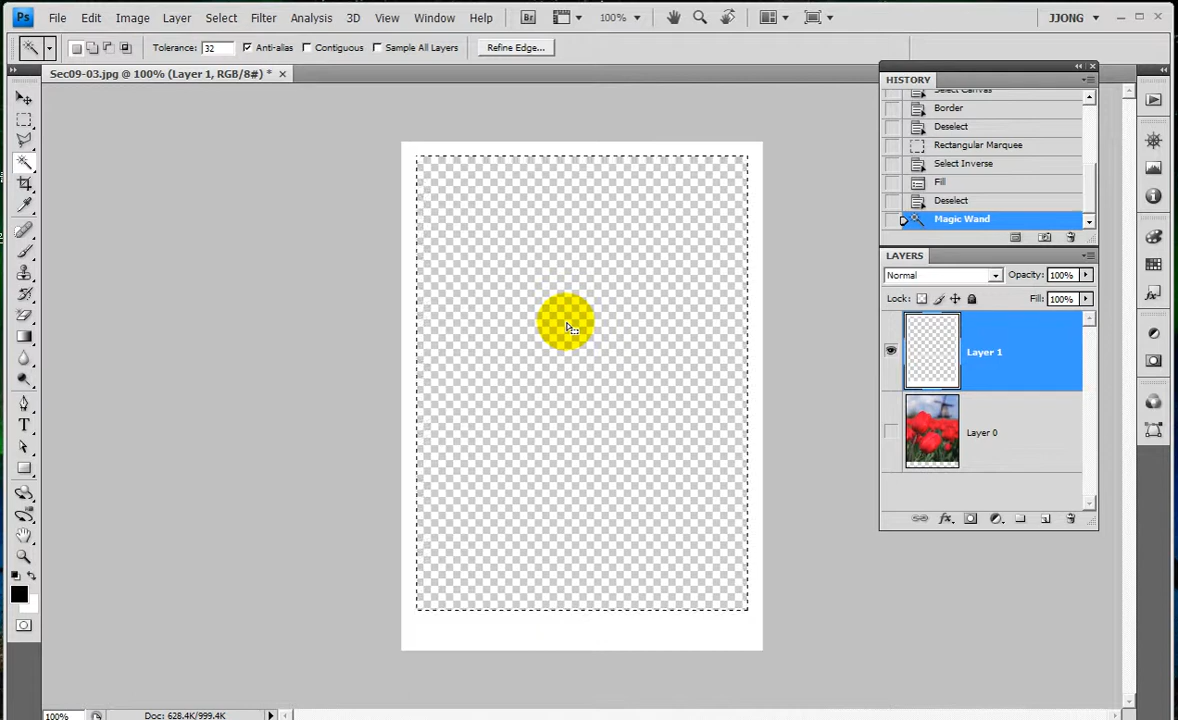 Ps File Edit Image Layer Select Filter Analysis 3D View Window Help Br 100% JJONG
Tolerance: 32 Anti-alias Contiguous Sample All Layers Refine Edge...
Sec09-03.jpg @ 100% (Layer 1, RGB/8#) *
HISTORY
Select Canvas
Border
Deselect
Rectangular Marquee
Select Inverse
Fill
Deselect
Magic Wand
LAYERS
Normal Opacity: 100%
Lock: Fill: 100%
Layer 1
Layer 0
100% Doc: 628.4K/999.4K